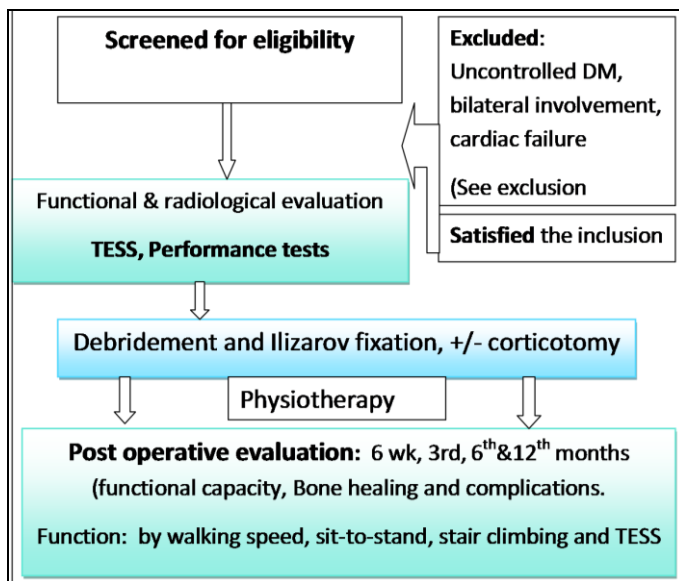 Screened for eligibility
Excluded:
Uncontrolled DM,
bilateral involvement,
cardiac failure
(See exclusion
Satisfied the inclusion
Functional & radiological evaluation
TESS, Performance tests
Debridement and Ilizarov fixation, +/- corticotomy
Physiotherapy
Post operative evaluation: 6 wk, 3rd, 6th&12th months
(functional capacity, Bone healing and complications.
Function: by walking speed, sit-to-stand, stair climbing and TESS